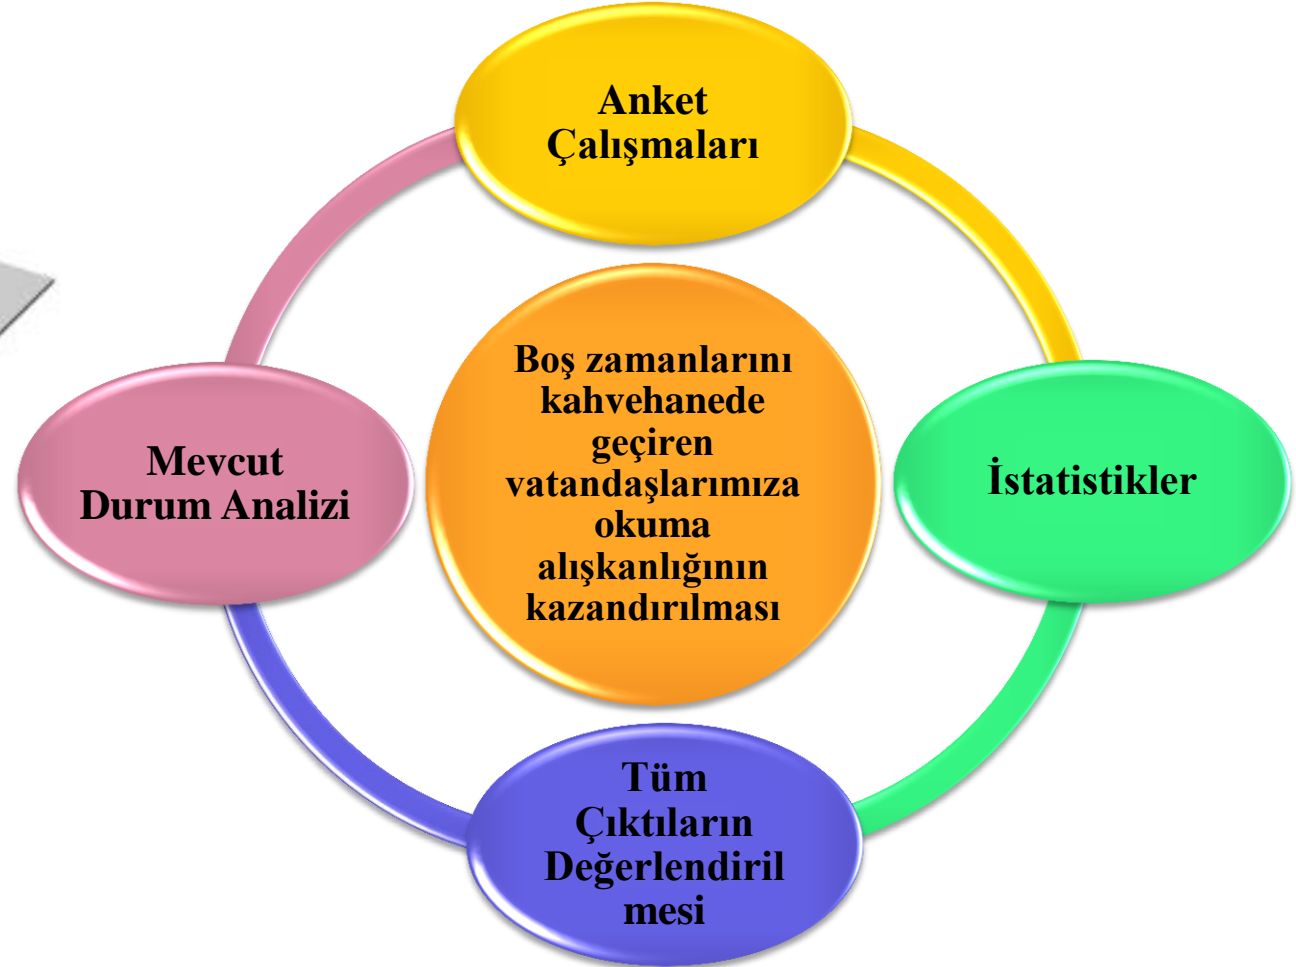 Anket
Çalışmaları
Boş zamanlarını
kahvehanede
geçiren
vatandaşlarımıza
okuma
alışkanlığının
kazandırılması
Mevcut
Durum Analizi
İstatistikler
Tüm
Çıktıların
Değerlendiril
mesi